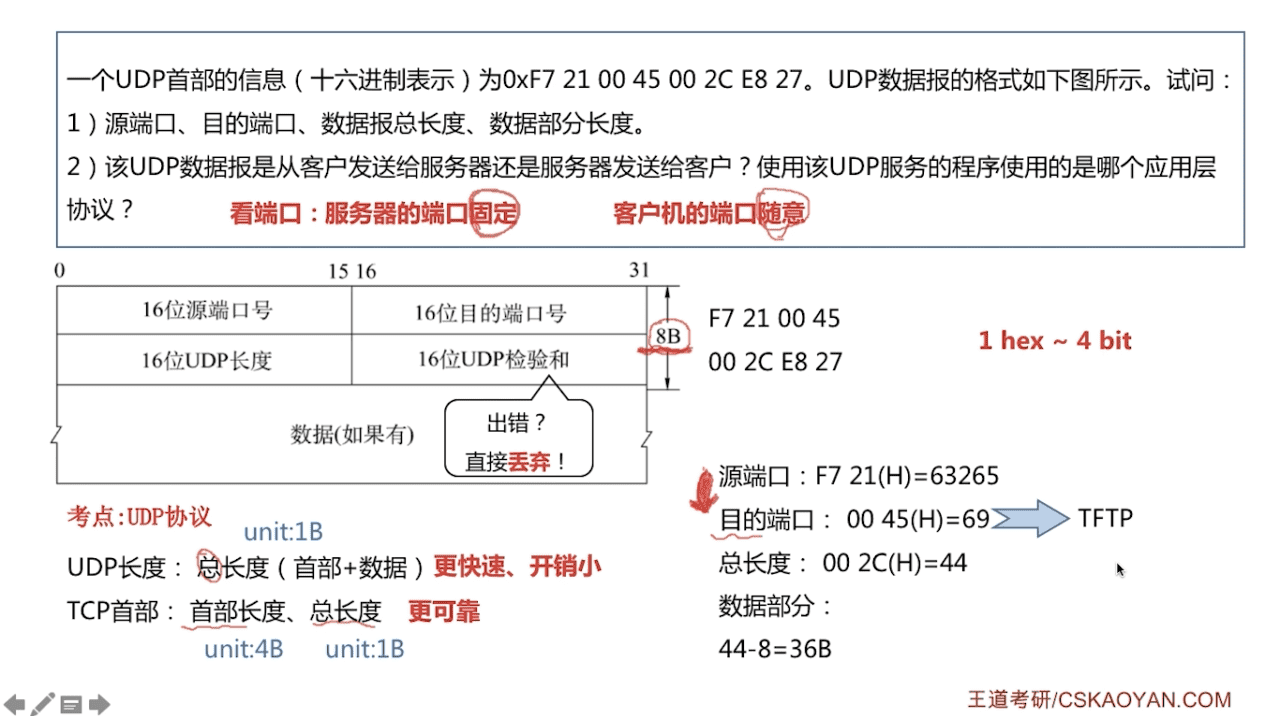 一个UDP首部的信息（十六进制表示）为0xF7 21 00 45 00 2C E8 27。UDP数据报的格式如下图所示。试问：
1）源端口、目的端口、数据报总长度、数据部分长度。
2）该UDP数据报是从客户发送给服务器还是服务器发送给客户？使用该UDP服务的程序使用的是哪个应用层
协议？
看端口：服务器的端口固定 客户机的端口随意
0 15 16 31
16位源端口号 16位目的端口号
16位UDP长度 16位UDP检验和
8B
数据(如果有)
出错？
直接丢弃！
F7 21 00 45
00 2C E8 27
1 hex ~ 4 bit
源端口：F7 21(H)=63265
目的端口： 00 45(H)=69 TFTP
总长度： 00 2C(H)=44
数据部分：
44-8=36B
考点:UDP协议
unit:1B
UDP长度： 总长度（首部+数据）更快速、开销小
TCP首部： 首部长度、总长度 更可靠
unit:4B unit:1B
王道考研/CSKAOYAN.COM